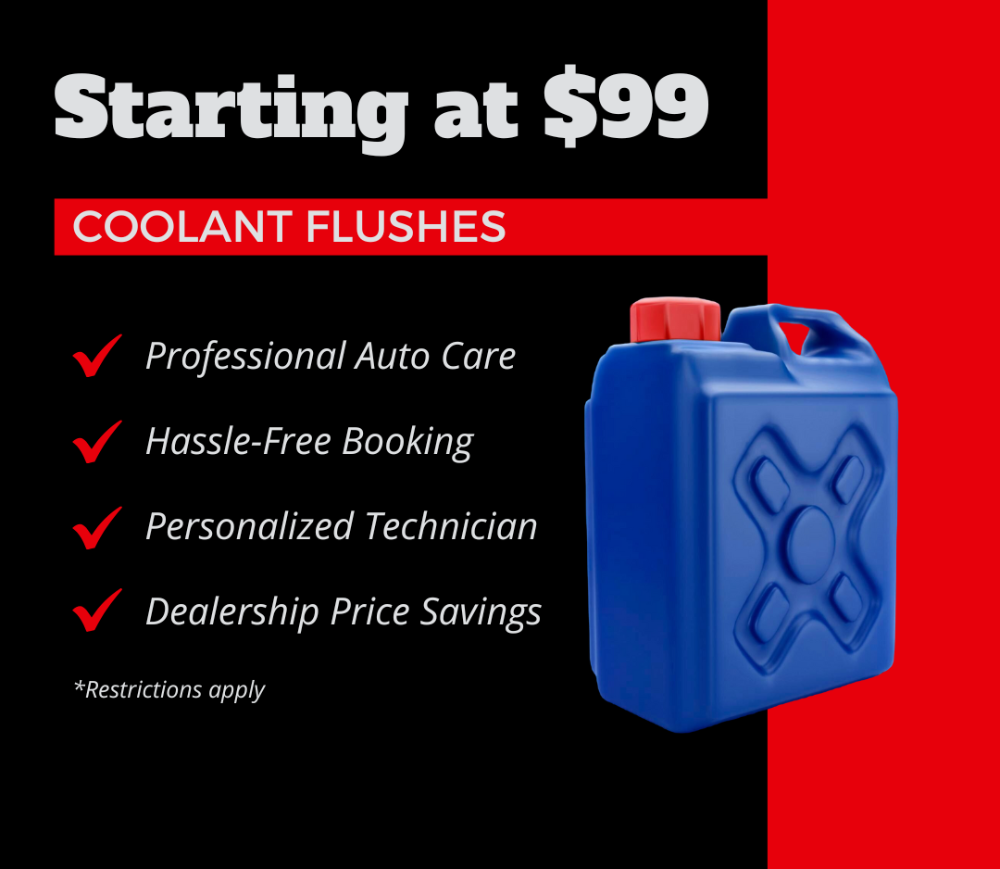 Starting at $99
COOLANT FLUSHES
Professional Auto Care
Hassle-Free Booking
Personalized Technician
Dealership Price Savings
*Restrictions apply